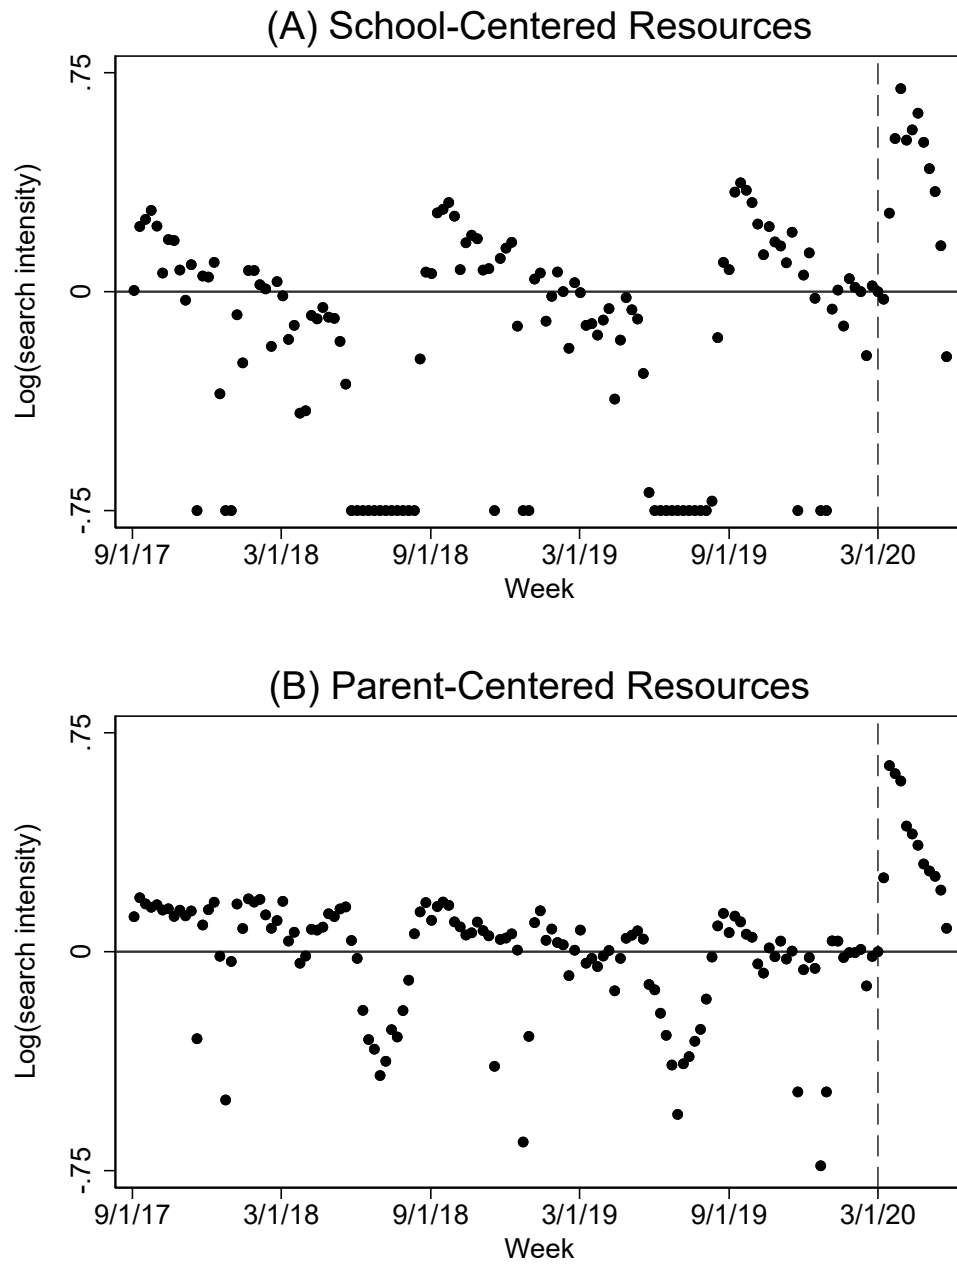 (A) School-Centered Resources
Log(search intensity)
.75
0
-.75
9/1/17 3/1/18 9/1/18 3/1/19 9/1/19 3/1/20
Week
(B) Parent-Centered Resources
Log(search intensity)
.75
0
-.75
9/1/17 3/1/18 9/1/18 3/1/19 9/1/19 3/1/20
Week